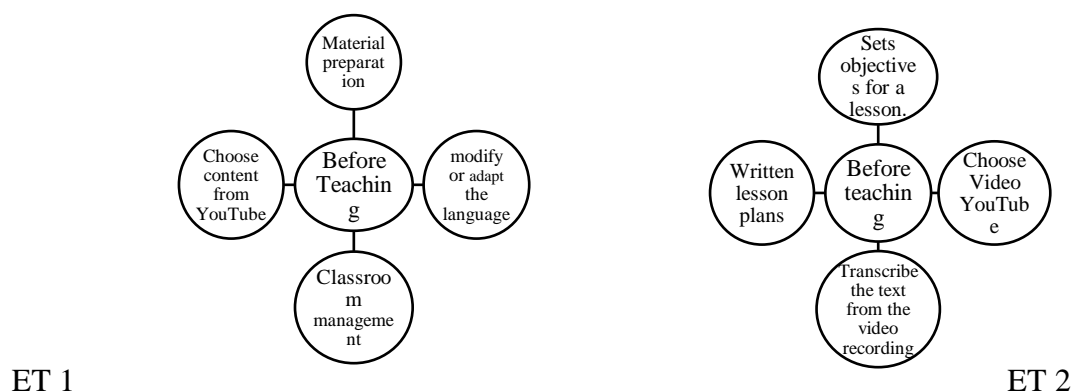 Material
preparat
ion
Choose
content
from
YouTube
Before
Teachin
g
modify
or adapt
the
language
Classroo
m
manageme
nt
ET 1
Sets
objective
s for a
lesson.
Written
lesson
plans
Before
teachin
g
Choose
Video
YouTub
e
Transcribe
the text
from the
video
recording
ET 2